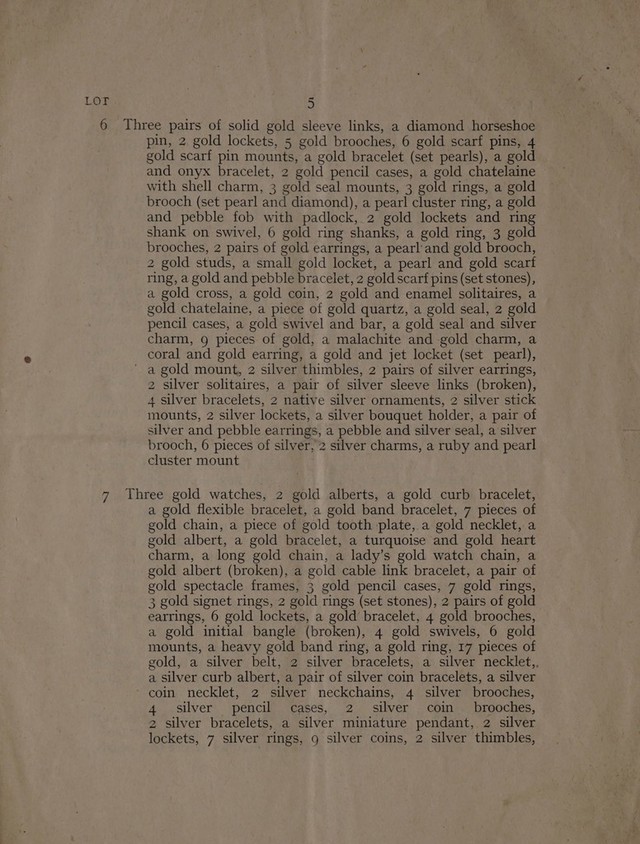 LOT 5
6 Three pairs of solid gold sleeve links, a diamond horseshoe
pin, 2 gold lockets, 5 gold brooches, 6 gold scarf pins, 4
gold scarf pin mounts, a gold bracelet (set pearls), a gold
and onyx bracelet, 2 gold pencil cases, a gold chatelaine
with shell charm, 3 gold seal mounts, 3 gold rings, a gold
brooch (set pearl and diamond), a pearl cluster ring, a gold
and pebble fob with padlock, 2 gold lockets and ring
shank on swivel, 6 gold ring shanks, a gold ring, 3 gold
brooches, 2 pairs of gold earrings, a pearl and gold brooch,
2 gold studs, a small gold locket, a pearl and gold scarf
ring, a gold and pebble bracelet, 2 gold scarf pins (set stones),
a gold cross, a gold coin, 2 gold and enamel solitaires, a
gold chatelaine, a piece of gold quartz, a gold seal, 2 gold
pencil cases, a gold swivel and bar, a gold seal and silver
charm, 9 pieces of gold, a malachite and gold charm, a
coral and gold earring, a gold and jet locket (set pearl),
a gold mount, 2 silver thimbles, 2 pairs of silver earrings,
2 silver solitaires, a pair of silver sleeve links (broken),
4 silver bracelets, 2 native silver ornaments, 2 silver stick
mounts, 2 silver lockets, a silver bouquet holder, a pair of
silver and pebble earrings, a pebble and silver seal, a silver
brooch, 6 pieces of silver, 2 silver charms, a ruby and pearl
cluster mount
7 Three gold watches, 2 gold alberts, a gold curb bracelet,
a gold flexible bracelet, a gold band bracelet, 7 pieces of
gold chain, a piece of gold tooth plate, a gold necklet, a
gold albert, a gold bracelet, a turquoise and gold heart
charm, a long gold chain, a lady's gold watch chain, a
gold albert (broken), a gold cable link bracelet, a pair of
gold spectacle frames, 3 gold pencil cases, 7 gold rings,
3 gold signet rings, 2 gold rings (set stones), 2 pairs of gold
earrings, 6 gold lockets, a gold bracelet, 4 gold brooches,
a gold initial bangle (broken), 4 gold swivels, 6 gold
mounts, a heavy gold band ring, a gold ring, 17 pieces of
gold, a silver belt, 2 silver bracelets, a silver necklet,
a silver curb albert, a pair of silver coin bracelets, a silver
coin necklet, 2 silver neckchains, 4 silver brooches,
4 silver pencil cases, 2 silver coin brooches,
2 silver bracelets, a silver miniature pendant, 2 silver
lockets, 7 silver rings, 9 silver coins, 2 silver thimbles,